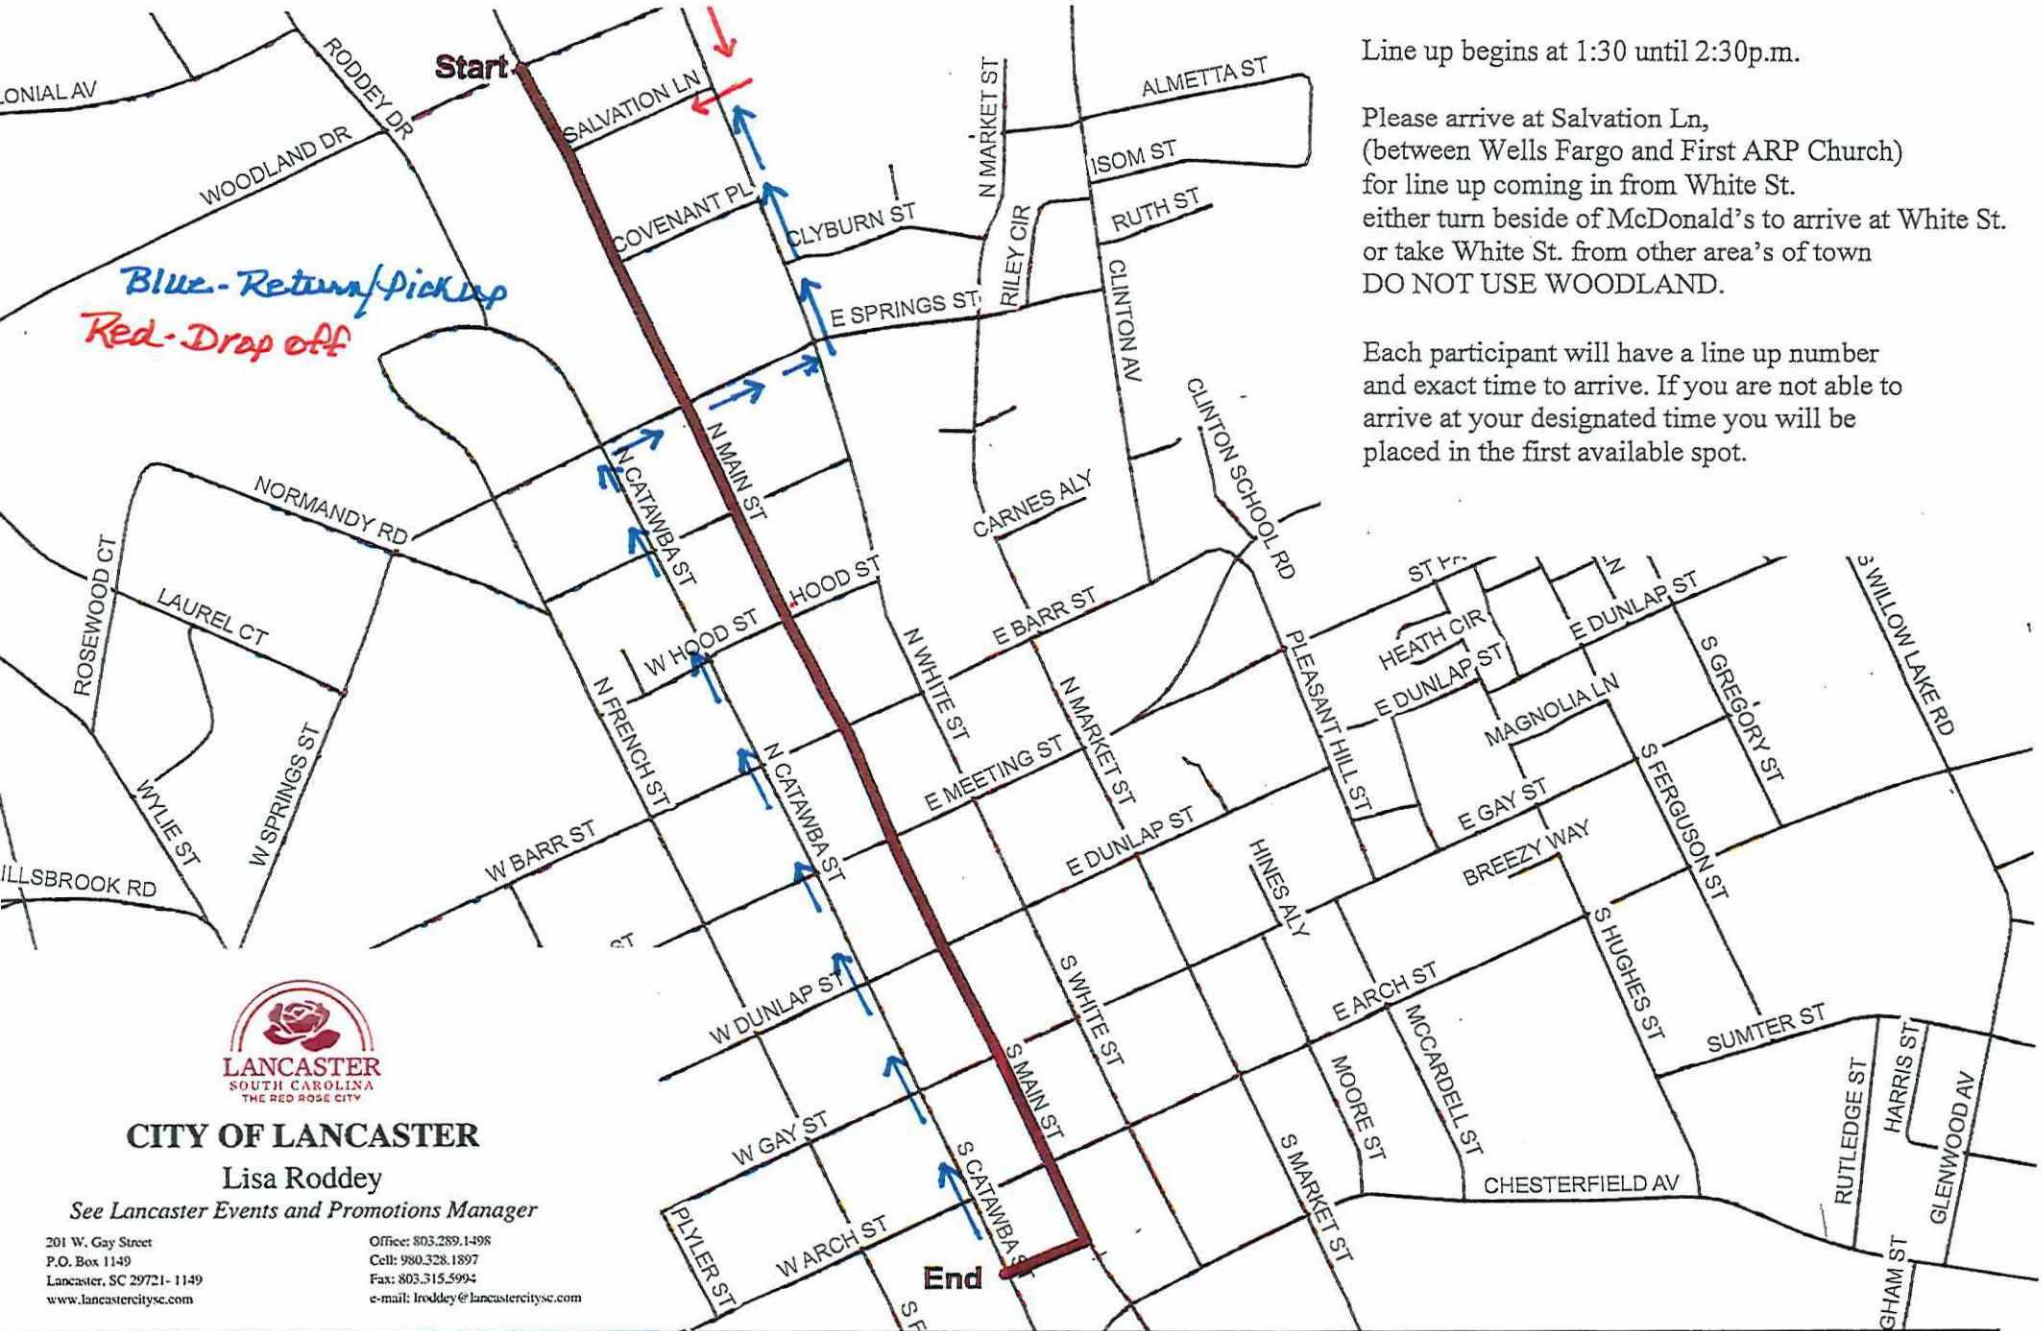 Line up begins at 1:30 until 2:30p.m.
Please arrive at Salvation Ln,
(between Wells Fargo and First ARP Church)
for line up coming in from White St.
either turn beside of McDonald's to arrive at White St.
or take White St. from other area's of town
DO NOT USE WOODLAND.
Each participant will have a line up number
and exact time to arrive. If you are not able to
arrive at your designated time you will be
placed in the first available spot.
Start
LONIAL AV
RODDEY DR
WOODLAND DR
SALVATION LN
COVENANT PL
N MARKET ST
ALMETTA ST
ISOM ST
RUTH ST
CLYBURN ST
RILEY CIR
E SPRINGS ST
CLINTON AV
Blue-Return/Pickup
Red-Drop off
CLINTON SCHOOL RD
N MAIN ST
N CATAWBA ST
NORMANDY RD
CARNES ALY
ROSEWOOD CT
LAUREL CT
HOOD ST
W HOOD ST
E BARR ST
N WHITE ST
N FRENCH ST
N MARKET ST
PLEASANT HILL ST
HEATH CIR
E DUNLAP ST
E DUNLAP ST
MAGNOLIA LN
S GREGORY ST
S WILLOW LAKE RD
WYLIE ST
W SPRINGS ST
N CATAWBA ST
E MEETING ST
W BARR ST
E DUNLAP ST
HINES ALY
E GAY ST
BREEZY WAY
S FERGUSON ST
ILLSBROOK RD
ST
S HUGHES ST
W DUNLAP ST
S WHITE ST
E ARCH ST
MCCARDELL ST
MOORE ST
SUMTER ST
RUTLEDGE ST
HARRIS ST
GLENWOOD AV
S MAIN ST
W GAY ST
S CATAWBA ST
S MARKET ST
CHESTERFIELD AV
PLYLER ST
W ARCH ST
GHAM ST
End
LANCASTER
SOUTH CAROLINA
THE RED ROSE CITY
CITY OF LANCASTER
Lisa Roddey
See Lancaster Events and Promotions Manager
201 W. Gay Street
P.O. Box 1149
Lancaster, SC 29721- 1149
www.lancastercitysc.com
Office: 803.289.1498
Cell: 980.328.1897
Fax: 803.315.5994
e-mail: lroddey@lancastercitysc.com